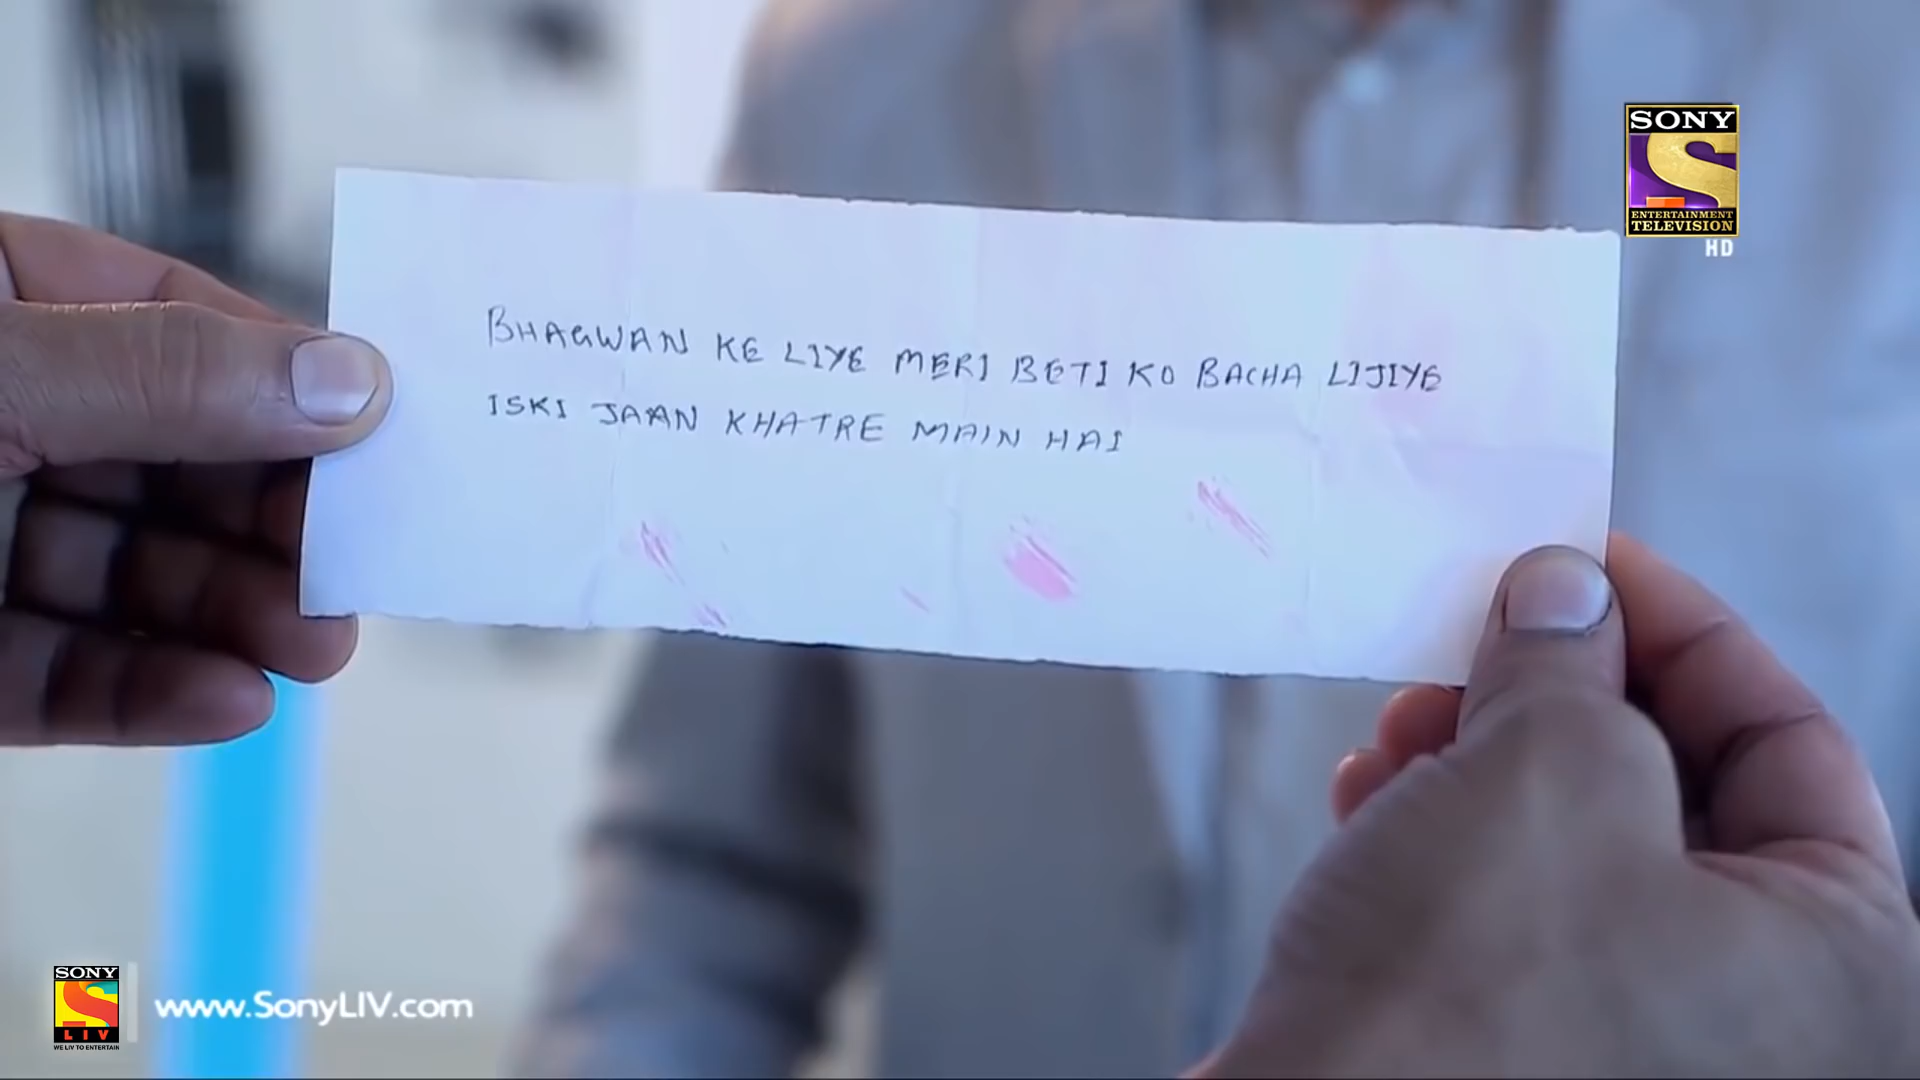 SONY
ENTERTAINMENT
TELEVISION
HD
BHAGWAN KE LIYE MERI BETI KO BACHA LIJIYE
ISKI JAAN KHATRE MAIN HAI
SONY
LIV
WE LIV TO ENTERTAIN
www.SonyLIV.com